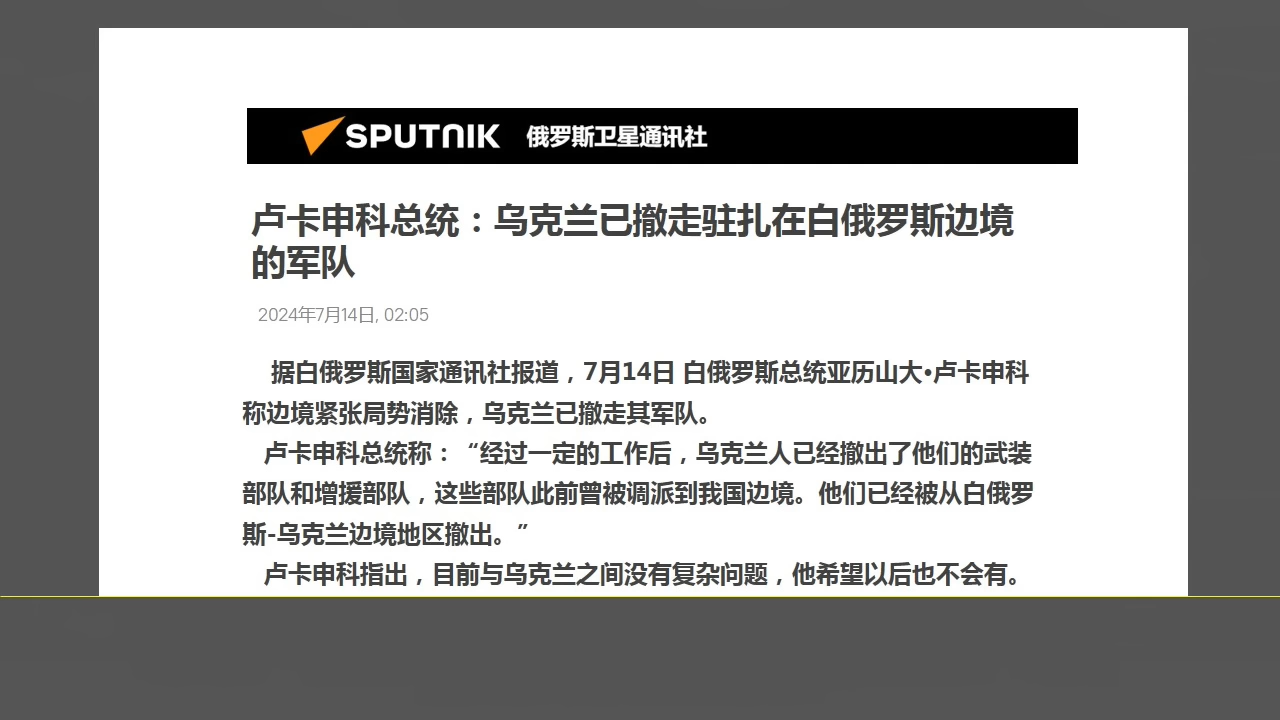 SPUTNIK 俄罗斯卫星通讯社
卢卡申科总统：乌克兰已撤走驻扎在白俄罗斯边境
的军队
2024年7月14日, 02:05
据白俄罗斯国家通讯社报道，7月14日 白俄罗斯总统亚历山大•卢卡申科
称边境紧张局势消除，乌克兰已撤走其军队。
卢卡申科总统称：“经过一定的工作后，乌克兰人已经撤出了他们的武装
部队和增援部队，这些部队此前曾被调派到我国边境。他们已经被从白俄罗
斯-乌克兰边境地区撤出。”
卢卡申科指出，目前与乌克兰之间没有复杂问题，他希望以后也不会有。